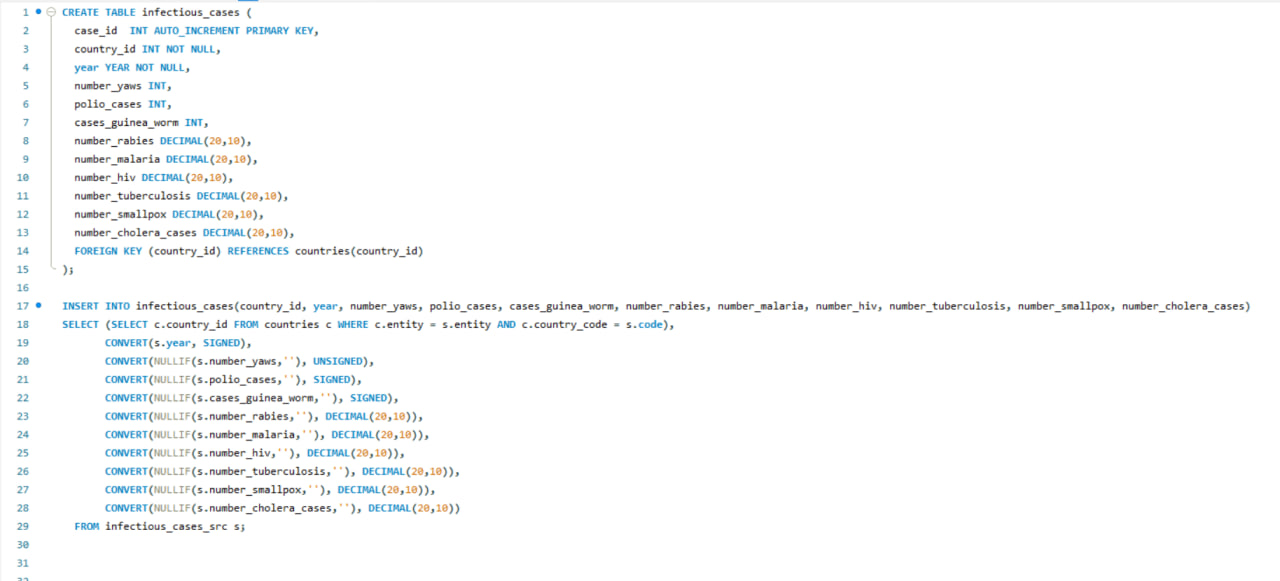 1 CREATE TABLE infectious_cases (
2 case_id INT AUTO_INCREMENT PRIMARY KEY,
3 country_id INT NOT NULL,
4 year YEAR NOT NULL,
5 number_yaws INT,
6 polio_cases INT,
7 cases_guinea_worm INT,
8 number_rabies DECIMAL(20,10),
9 number_malaria DECIMAL(20,10),
10 number_hiv DECIMAL(20,10),
11 number_tuberculosis DECIMAL(20,10),
12 number_smallpox DECIMAL(20,10),
13 number_cholera_cases DECIMAL(20,10),
14 FOREIGN KEY (country_id) REFERENCES countries(country_id)
15 );
16
17 INSERT INTO infectious_cases(country_id, year, number_yaws, polio_cases, cases_guinea_worm, number_rabies, number_malaria, number_hiv, number_tuberculosis, number_smallpox, number_cholera_cases)
18 SELECT (SELECT c.country_id FROM countries c WHERE c.entity = s.entity AND c.country_code = s.code),
19 CONVERT(s.year, SIGNED),
20 CONVERT(NULLIF(s.number_yaws,''), UNSIGNED),
21 CONVERT(NULLIF(s.polio_cases,''), SIGNED),
22 CONVERT(NULLIF(s.cases_guinea_worm,''), SIGNED),
23 CONVERT(NULLIF(s.number_rabies,''), DECIMAL(20,10)),
24 CONVERT(NULLIF(s.number_malaria,''), DECIMAL(20,10)),
25 CONVERT(NULLIF(s.number_hiv,''), DECIMAL(20,10)),
26 CONVERT(NULLIF(s.number_tuberculosis,''), DECIMAL(20,10)),
27 CONVERT(NULLIF(s.number_smallpox,''), DECIMAL(20,10)),
28 CONVERT(NULLIF(s.number_cholera_cases,''), DECIMAL(20,10))
29 FROM infectious_cases_src s;
30
31
32